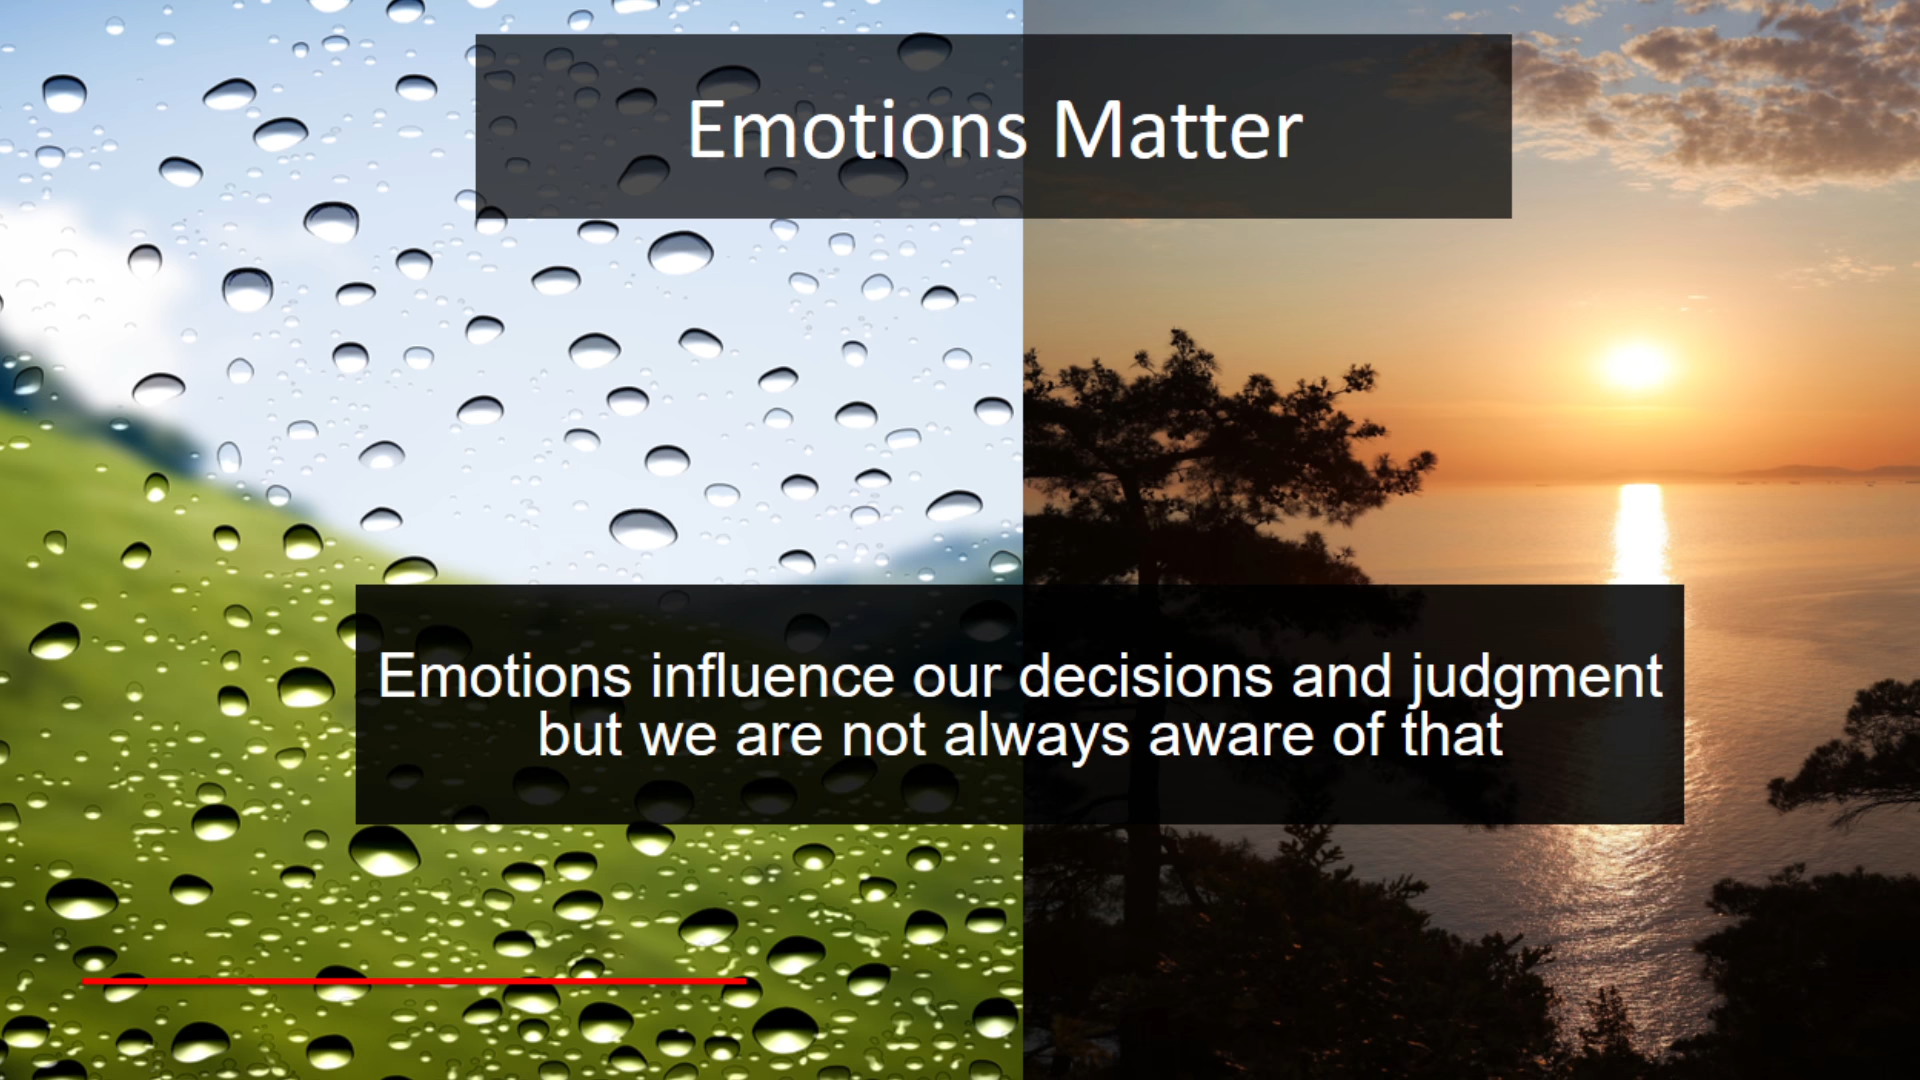 Emotions Matter
Emotions influence our decisions and judgment
but we are not always aware of that